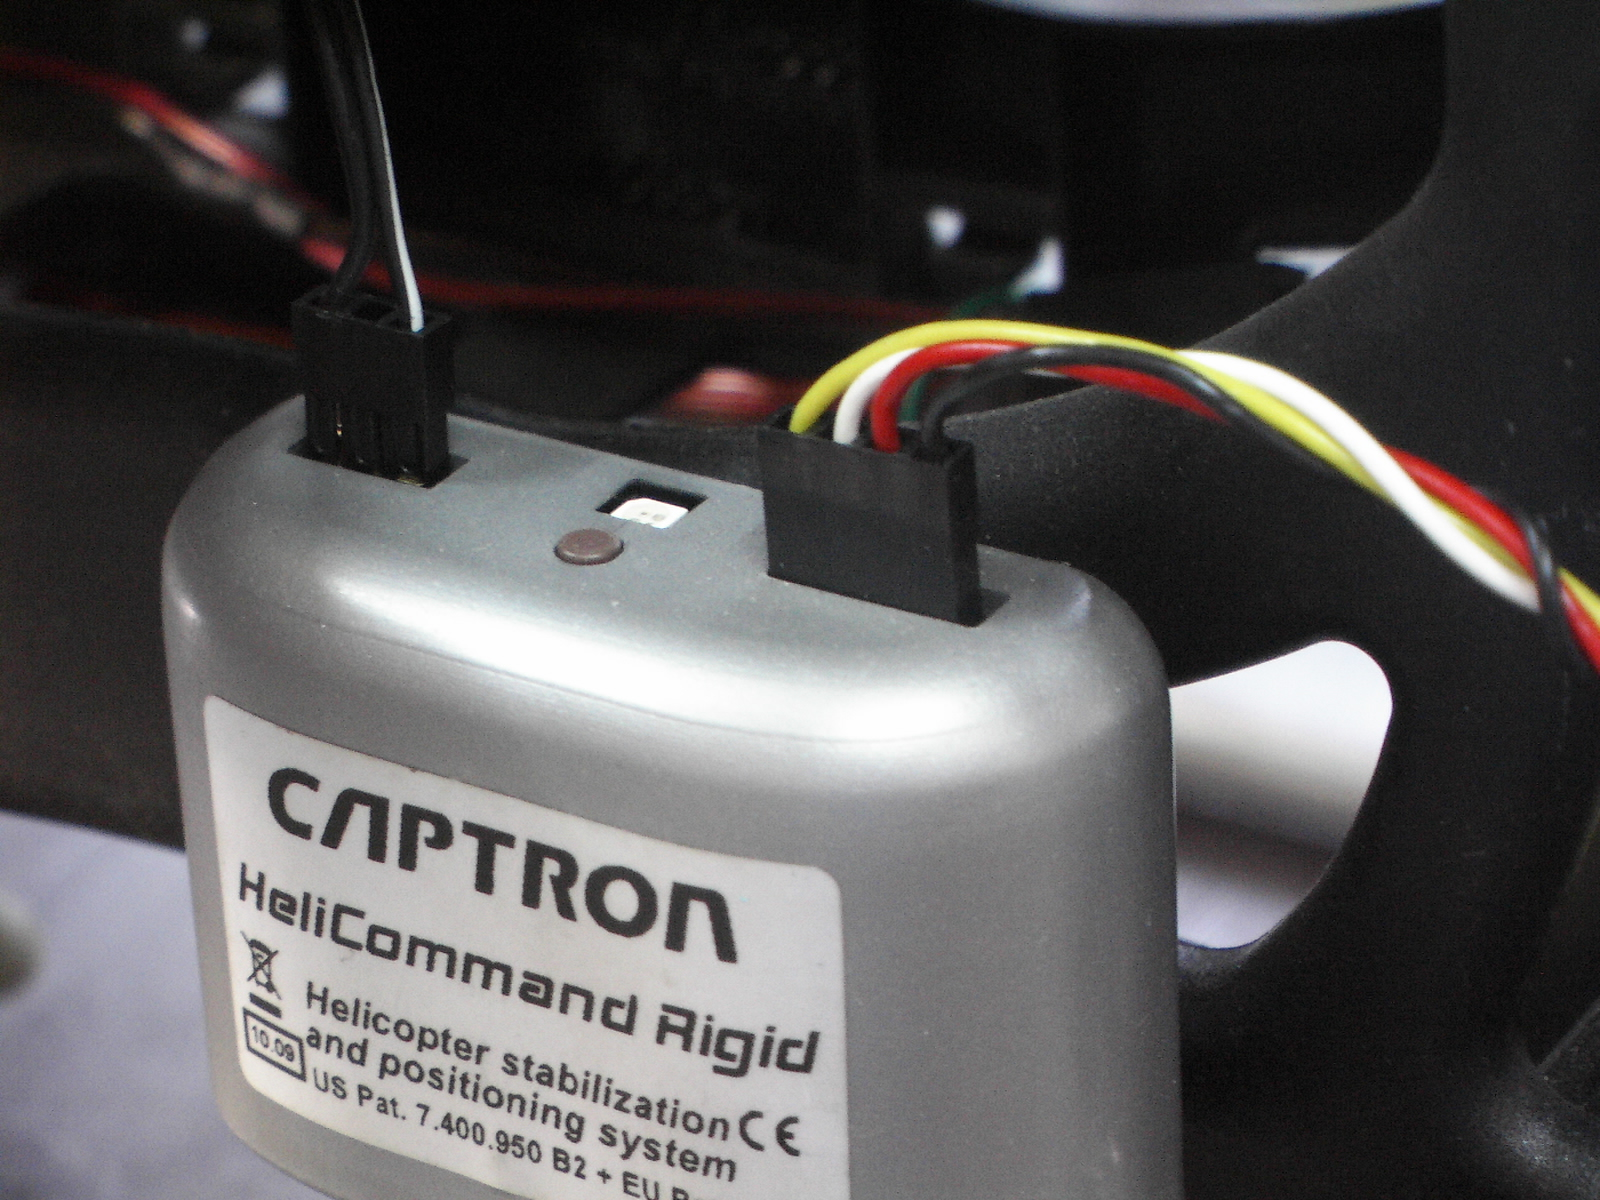 CAPTRON
HeliCommand Rigid
Helicopter stabilization
and positioning system
CE
10.09
US Pat. 7.400.950 B2 + EU